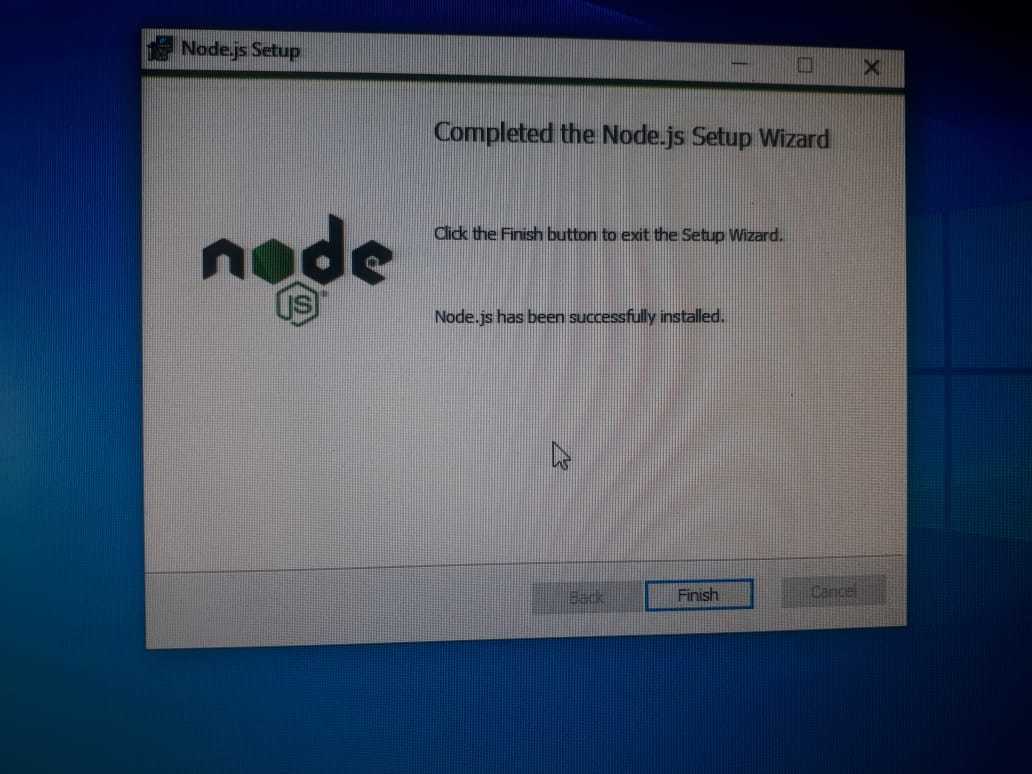 Node.js Setup
Completed the Node.js Setup Wizard
Click the Finish button to exit the Setup Wizard.
node
JS
Node.js has been successfully installed.
Back
Finish
Cancel